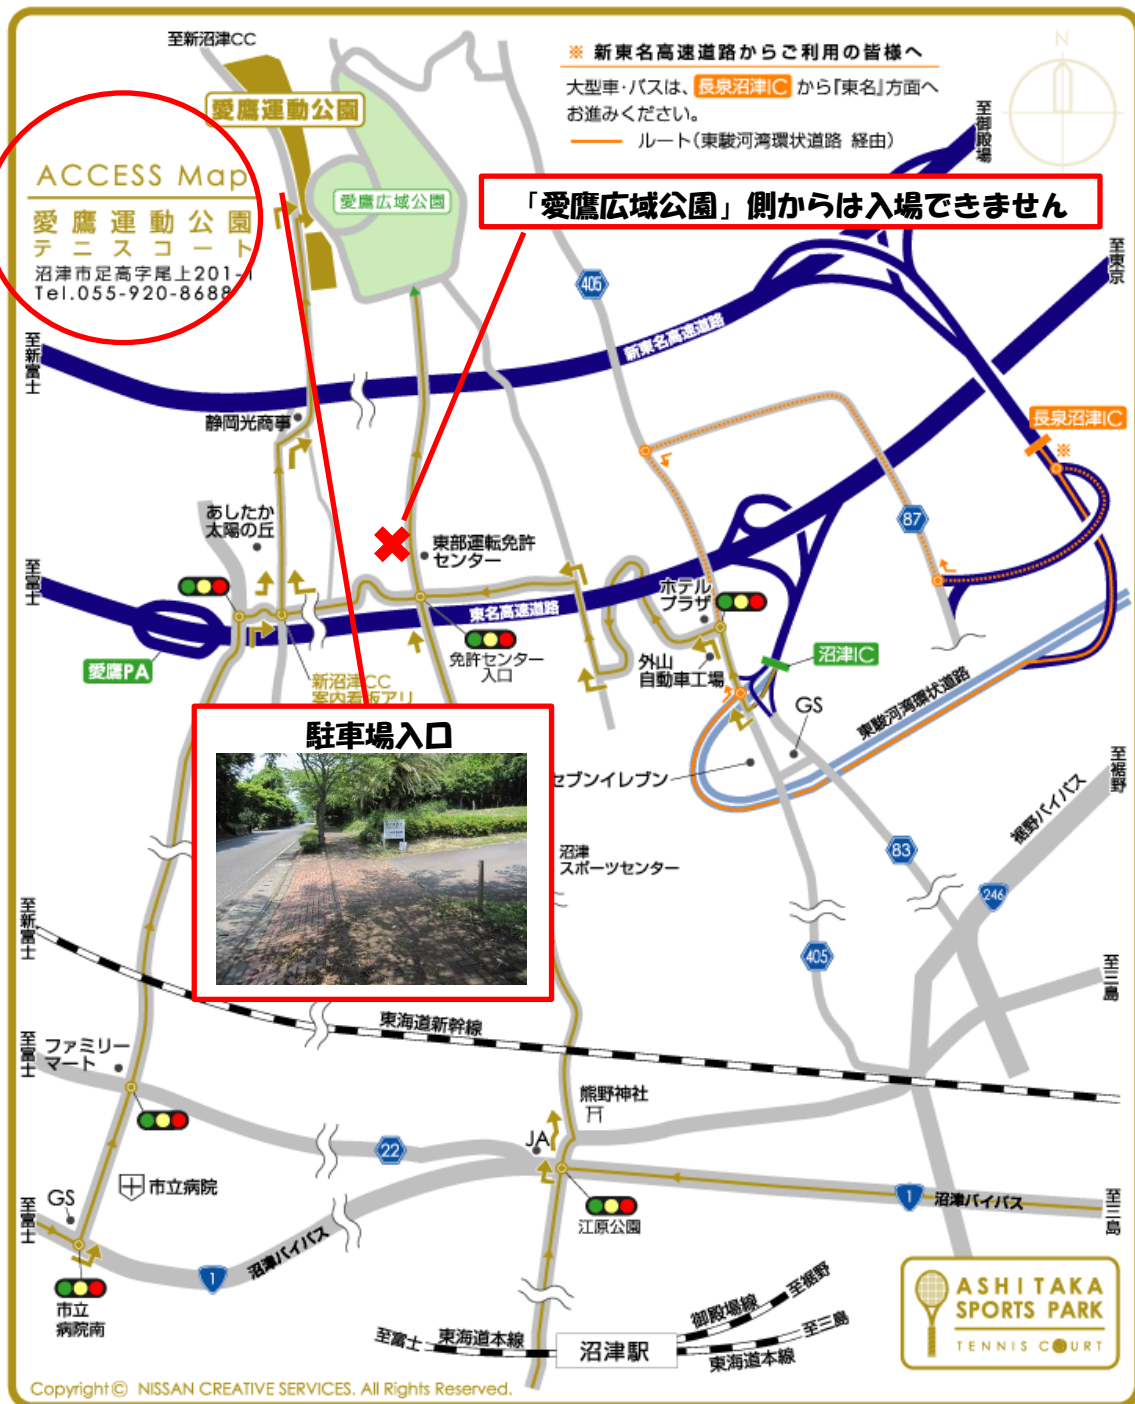 至新沼津CC
※ 新東名高速道路からご利用の皆様へ
大型車・バスは、長泉沼津ICから『東名』方面へ
お進みください。
ルート(東駿河湾環状道路 経由)
N
至御殿場
愛鷹運動公園
ACCESS Map
愛鷹運動公園
テニスコート
沼津市足高字尾上201-1
Tel.055-920-8688
愛鷹広域公園
「愛鷹広域公園」側からは入場できません
至東京
405
新東名高速道路
至新富士
静岡光商事
長泉沼津IC
※
あしたか
太陽の丘
87
東部運転免許
センター
至富士
ホテル
プラザ
東名高速道路
愛鷹PA
免許センター
入口
外山
自動車工場
沼津IC
新沼津CC
案内看板アリ
GS
東駿河湾環状道路
駐車場入口
セブンイレブン
至裾野
裾野バイパス
沼津
スポーツセンター
83
246
至新富士
405
至三島
東海道新幹線
至富士
ファミリー
マート
熊野神社
JA
22
市立病院
1
沼津バイパス
至三島
GS
至富士
江原公園
沼津バイパス
1
市立
病院南
御殿場線
至裾野
至富士
東海道本線
沼津駅
至三島
東海道本線
ASHITAKA
SPORTS PARK
TENNIS COURT
Copyright© NISSAN CREATIVE SERVICES. All Rights Reserved.